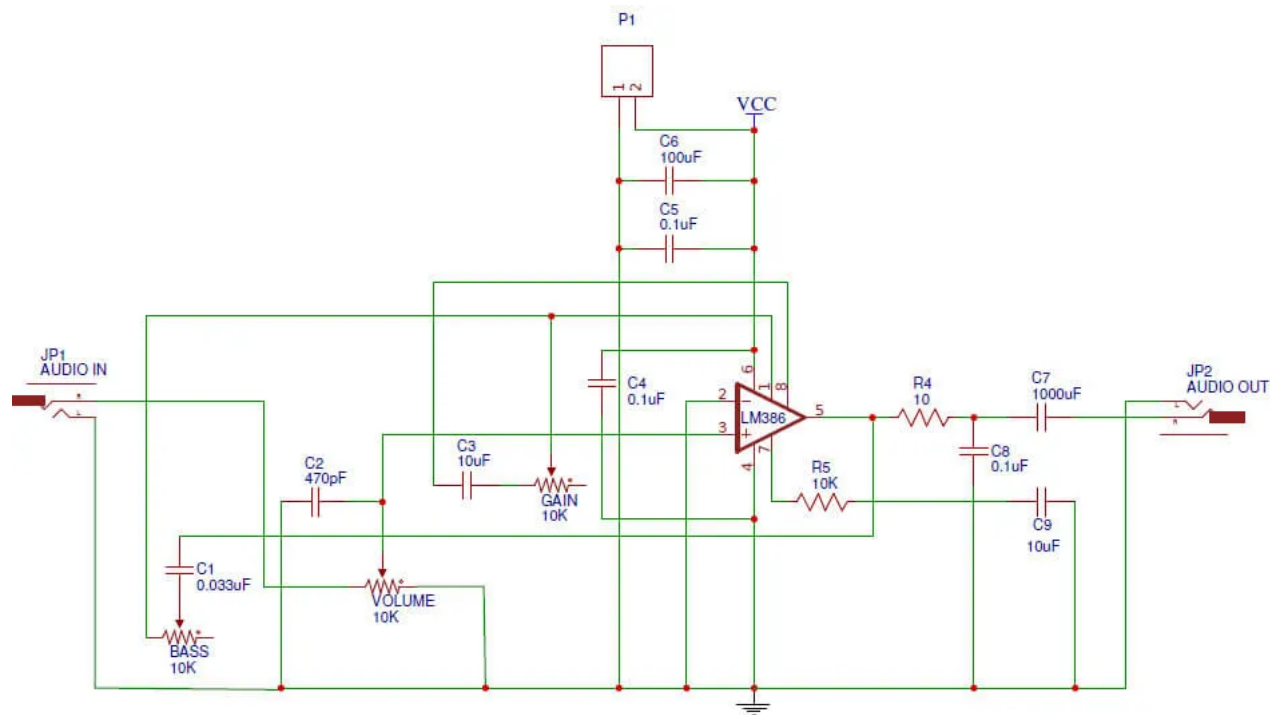 P1
1
2
VCC
C6
100uF
C5
0.1uF
JP1
AUDIO IN
R
L
C4
0.1uF
6
1
8
2
3
LM386
5
7
4
R4
10
C7
1000uF
JP2
AUDIO OUT
L
R
C8
0.1uF
C3
10uF
C2
470pF
GAIN
10K
R5
10K
C9
10uF
C1
0.033uF
VOLUME
10K
BASS
10K